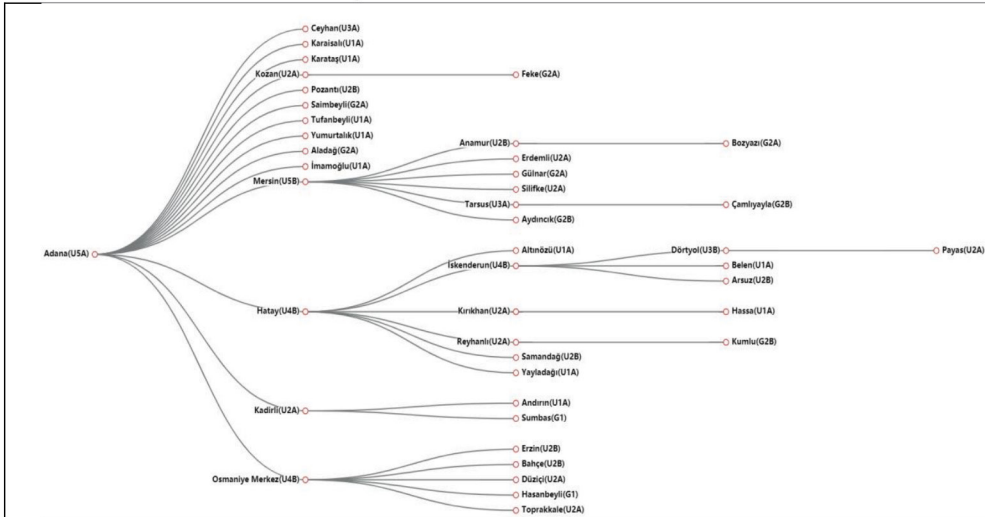 Ceyhan(U3A)
Karaisalı(U1A)
Karataş(U1A)
Kozan(U2A)
Feke(G2A)
Pozantı(U2B)
Saimbeyli(G2A)
Tufanbeyli(U1A)
Yumurtalık(U1A)
Anamur(U2B)
Bozyazı(G2A)
Aladağ(G2A)
Erdemli(U2A)
İmamoğlu(U1A)
Gülnar(G2A)
Mersin(U5B)
Silifke(U2A)
Tarsus(U3A)
Çamlıyayla(G2B)
Aydıncık(G2B)
Adana(U5A)
Altınözü(U1A)
Dörtyol(U3B)
Payas(U2A)
İskenderun(U4B)
Belen(U1A)
Arsuz(U2B)
Hatay(U4B)
Kırıkhan(U2A)
Hassa(U1A)
Reyhanlı(U2A)
Kumlu(G2B)
Samandağ(U2B)
Yayladağı(U1A)
Kadirli(U2A)
Andırın(U1A)
Sumbas(G1)
Erzin(U2B)
Bahçe(U2B)
Osmaniye Merkez(U4B)
Düziçi(U2A)
Hasanbeyli(G1)
Toprakkale(U2A)